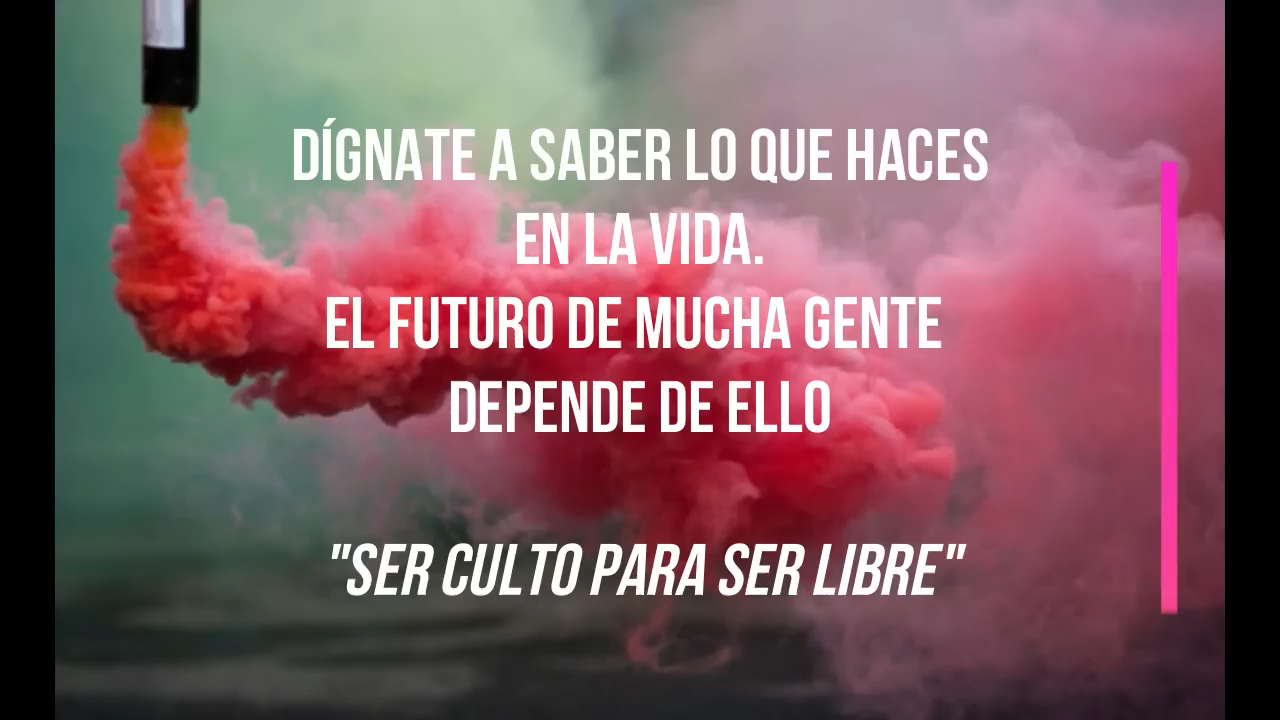 DÍGNATE A SABER LO QUE HACES
EN LA VIDA.
EL FUTURO DE MUCHA GENTE
DEPENDE DE ELLO
"SER CULTO PARA SER LIBRE"